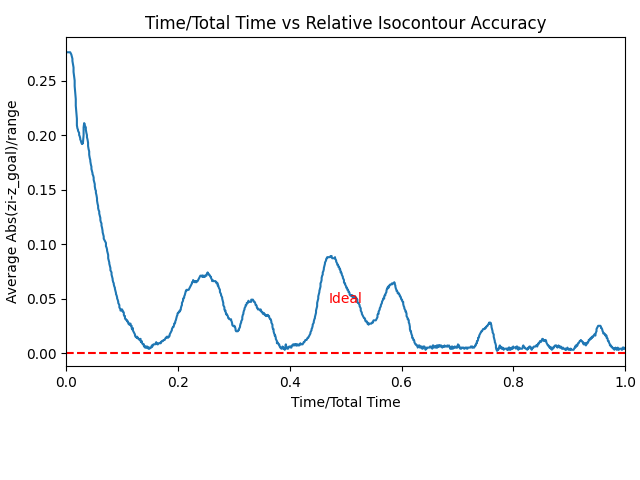 Time/Total Time vs Relative Isocontour Accuracy
Average Abs(zi-z_goal)/range
0.25
0.20
0.15
0.10
0.05
0.00
Ideal
0.0 0.2 0.4 0.6 0.8 1.0
Time/Total Time